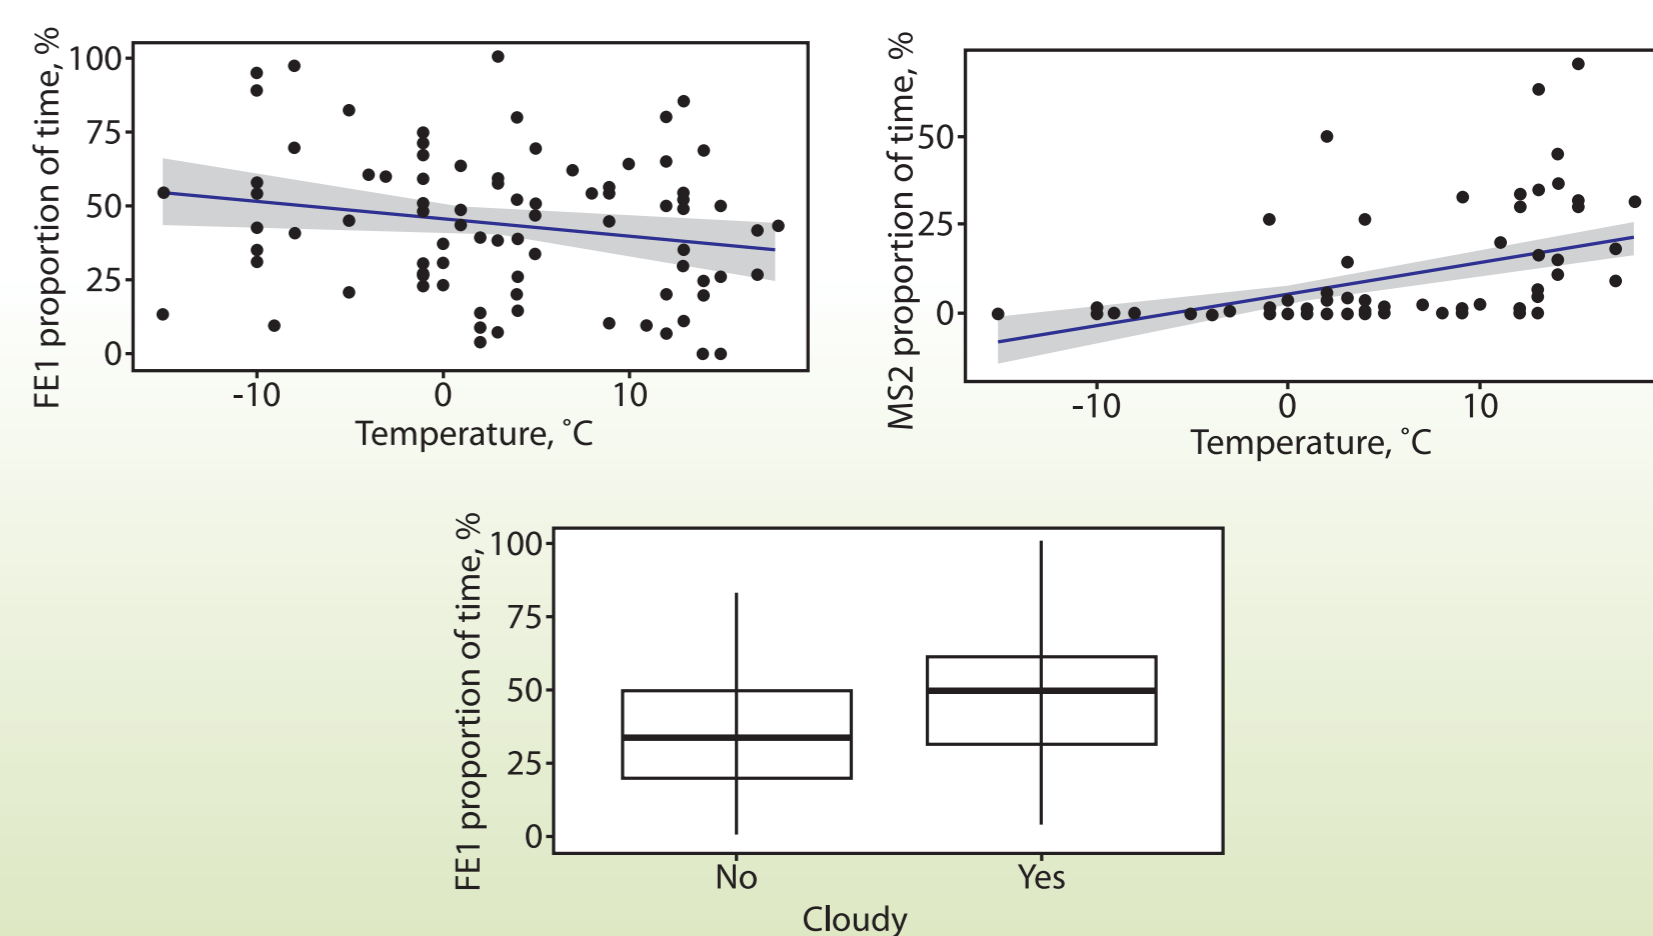 FE1 proportion of time, %
100
75
50
25
0
-10 0 10
Temperature, ˚C
MS2 proportion of time, %
50
25
0
-10 0 10
Temperature, ˚C
FE1 proportion of time, %
100
75
50
25
0
No Yes
Cloudy